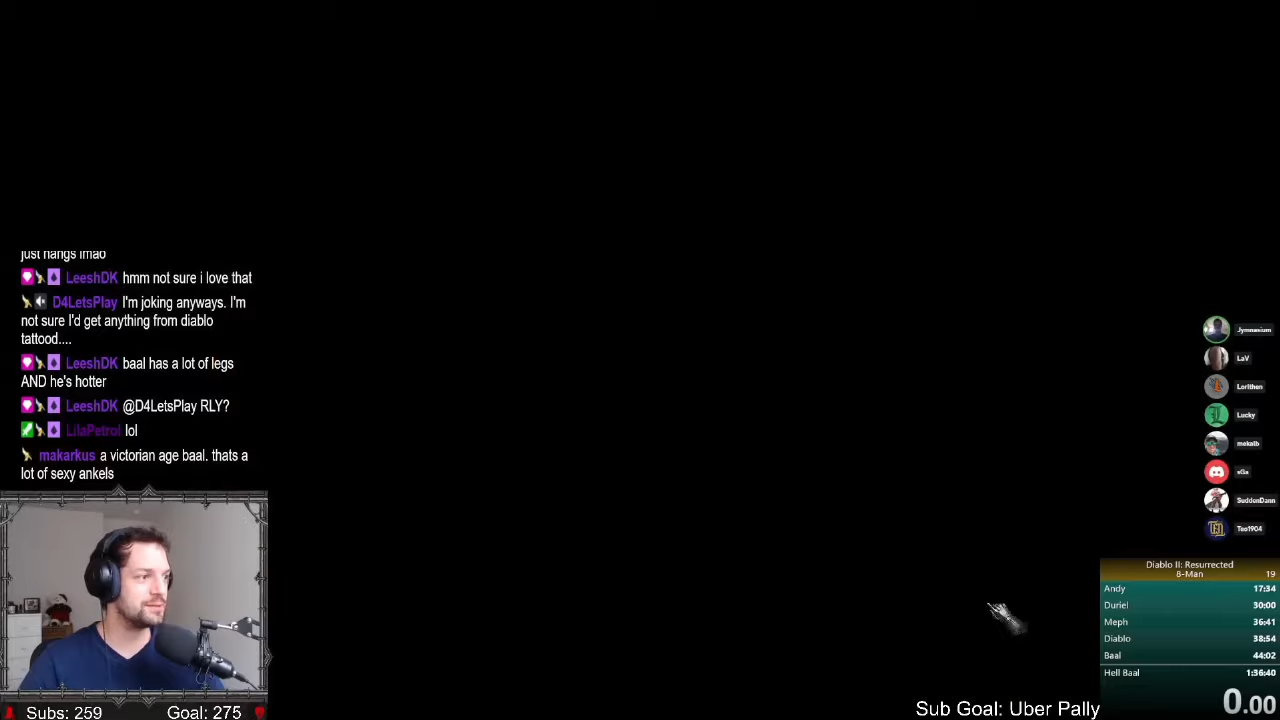 just hangs lmao
LeeshDK hmm not sure i love that
D4LetsPlay I'm joking anyways. I'm
not sure I'd get anything from diablo
tattood....
LeeshDK baal has a lot of legs
AND he's hotter
LeeshDK @D4LetsPlay RLY?
LilaPetrol lol
makarkus a victorian age baal. thats a
lot of sexy ankels
Jymnasium
LaV
Lorithen
Lucky
mekalb
sGs
SuddenDann
Teo1904
Diablo II: Resurrected
8-Man 19
Andy 17:34
Duriel 30:00
Meph 36:41
Diablo 38:54
Baal 44:02
Hell Baal 1:36:40
0.00
Subs: 259 Goal: 275
Sub Goal: Uber Pally